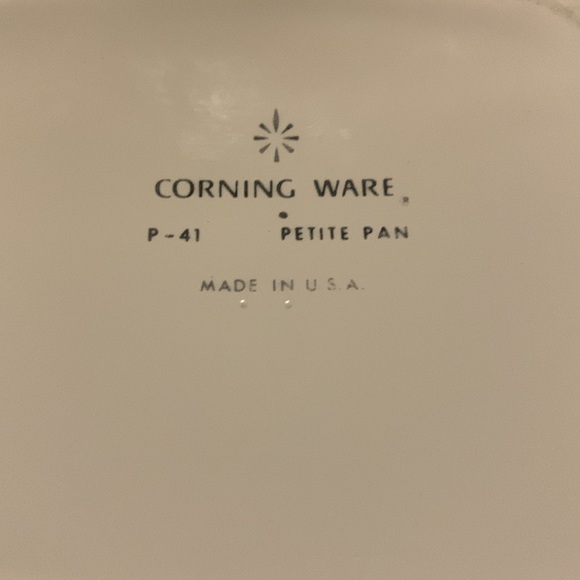 CORNING WARE®
P-41 PETITE PAN
MADE IN U.S.A.